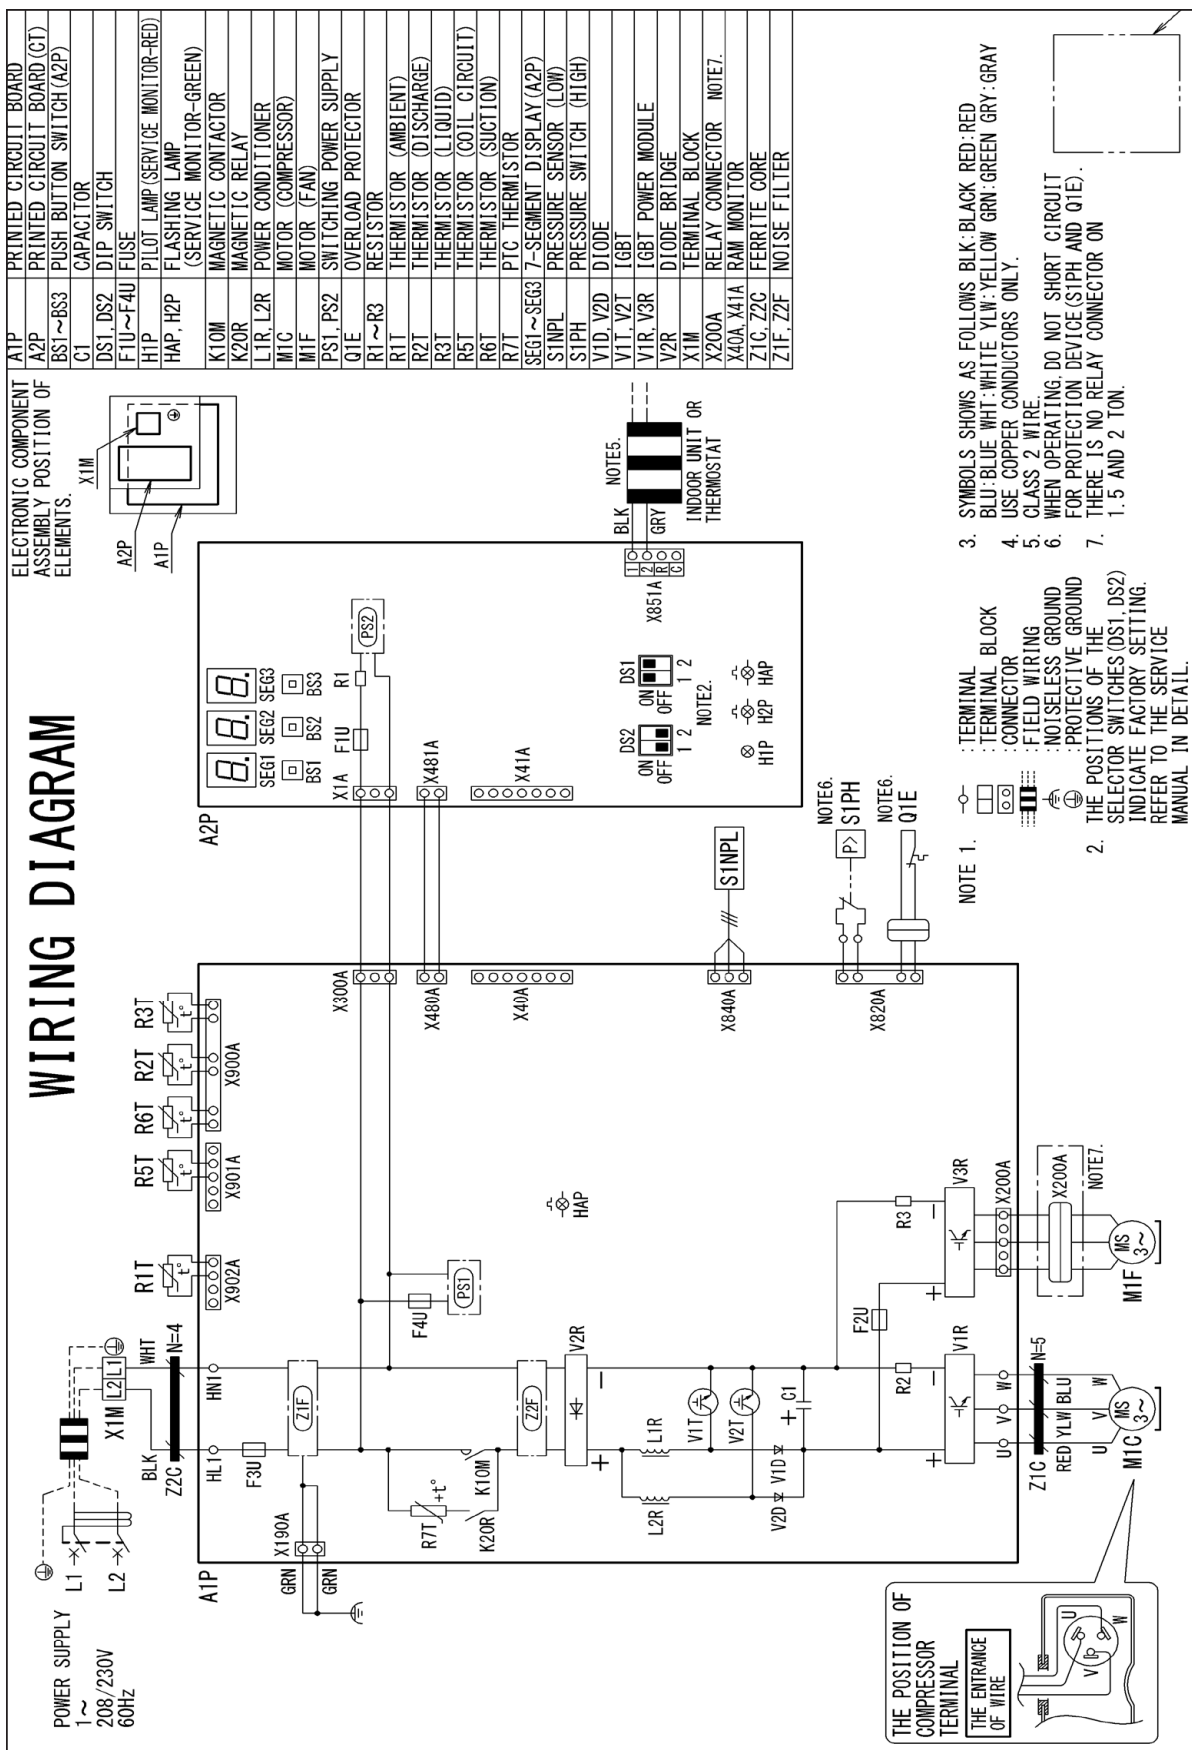 WIRING DIAGRAM
POWER SUPPLY
1~
208/230V
60Hz
L1
L2
X1M
L2 L1
BLK
WHT
Z2C
N=4
HL1
HN1
R1T
t°
X902A
R5T
t°
X901A
R6T
t°
R2T
t°
R3T
t°
X900A
A1P
F3U
Z1F
X190A
GRN
GRN
R7T
+t°
K10M
K20R
F4U
PS1
Z2F
V2R
+
−
L1R
L2R
V1T
V2T
V1D
V2D
+
C1
HAP
F2U
R2
R3
V1R
+
−
V3R
+
−
U
V
W
X200A
Z1C
N=5
RED YLW BLU
U
V
W
MS
3~
M1C
X200A
NOTE7.
MS
3~
M1F
X300A
X480A
X40A
X840A
X820A
S1NPL
NOTE6.
S1PH
P>
NOTE6.
Q1E
A2P
SEG1
SEG2
SEG3
BS1
BS2
BS3
X1A
F1U
R1
PS2
X481A
X41A
DS2
ON
OFF
1 2
DS1
ON
OFF
1 2
NOTE2.
H1P
H2P
HAP
X851A
1
2
R
C
BLK
GRY
NOTE5.
INDOOR UNIT OR
THERMOSTAT
THE POSITION OF
COMPRESSOR
TERMINAL
THE ENTRANCE
OF WIRE
U
V
W
ELECTRONIC COMPONENT
ASSEMBLY POSITION OF
ELEMENTS.
X1M
A2P
A1P
A1P PRINTED CIRCUIT BOARD
A2P PRINTED CIRCUIT BOARD(CT)
BS1~BS3 PUSH BUTTON SWITCH(A2P)
C1 CAPACITOR
DS1, DS2 DIP SWITCH
F1U~F4U FUSE
H1P PILOT LAMP(SERVICE MONITOR-RED)
HAP, H2P FLASHING LAMP
(SERVICE MONITOR-GREEN)
K10M MAGNETIC CONTACTOR
K20R MAGNETIC RELAY
L1R, L2R POWER CONDITIONER
M1C MOTOR (COMPRESSOR)
M1F MOTOR (FAN)
PS1, PS2 SWITCHING POWER SUPPLY
Q1E OVERLOAD PROTECTOR
R1~R3 RESISTOR
R1T THERMISTOR (AMBIENT)
R2T THERMISTOR (DISCHARGE)
R3T THERMISTOR (LIQUID)
R5T THERMISTOR (COIL CIRCUIT)
R6T THERMISTOR (SUCTION)
R7T PTC THERMISTOR
SEG1~SEG3 7-SEGMENT DISPLAY(A2P)
S1NPL PRESSURE SENSOR (LOW)
S1PH PRESSURE SWITCH (HIGH)
V1D, V2D DIODE
V1T, V2T IGBT
V1R, V3R IGBT POWER MODULE
V2R DIODE BRIDGE
X1M TERMINAL BLOCK
X200A RELAY CONNECTOR NOTE7.
X40A, X41A RAM MONITOR
Z1C, Z2C FERRITE CORE
Z1F, Z2F NOISE FILTER
NOTE 1.
:TERMINAL
:TERMINAL BLOCK
:CONNECTOR
:FIELD WIRING
:NOISELESS GROUND
:PROTECTIVE GROUND
2. THE POSITIONS OF THE
SELECTOR SWITCHES(DS1, DS2)
INDICATE FACTORY SETTING.
REFER TO THE SERVICE
MANUAL IN DETAIL.
3. SYMBOLS SHOWS AS FOLLOWS BLK:BLACK RED:RED
BLU:BLUE WHT:WHITE YLW:YELLOW GRN:GREEN GRY:GRAY
4. USE COPPER CONDUCTORS ONLY.
5. CLASS 2 WIRE.
6. WHEN OPERATING, DO NOT SHORT CIRCUIT
FOR PROTECTION DEVICE(S1PH AND Q1E).
7. THERE IS NO RELAY CONNECTOR ON
1.5 AND 2 TON.